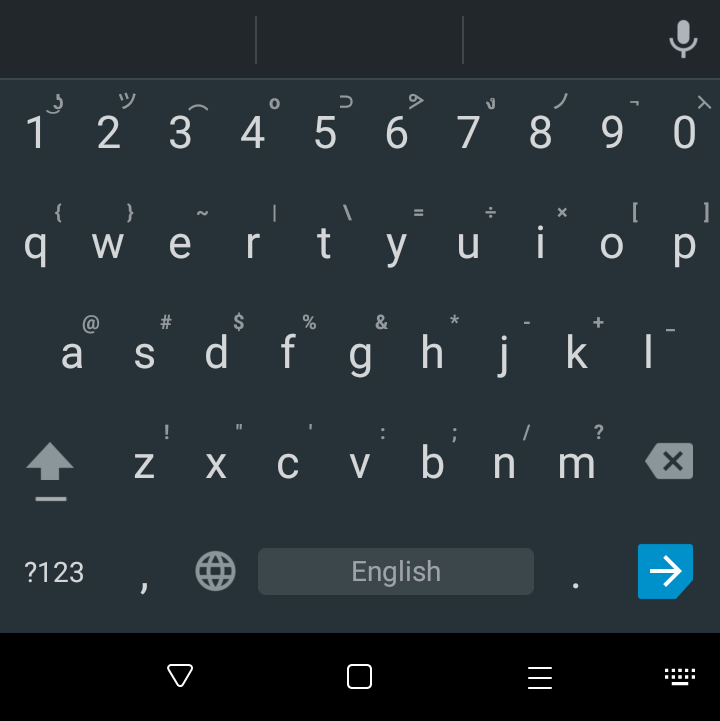 1 2 3 4 5 6 7 8 9 0
{ } ~ | \ = ÷ × [ ]
q w e r t y u i o p
@ # $ % & * - + _
a s d f g h j k l
! " ' : ; / ?
z x c v b n m
?123 , English .